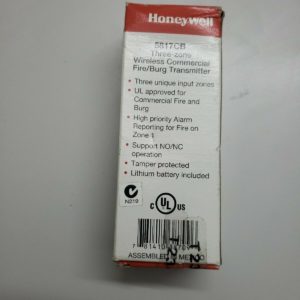 Honeywell
5817CB
Three-zone
Wireless Commercial
Fire/Burg Transmitter
• Three unique input zones
• UL approved for
Commercial Fire and
Burg
• High priority Alarm
Reporting for Fire on
Zone 1
• Support NO/NC
operation
• Tamper protected
• Lithium battery included
N219
C UL US
ASSEMBLED